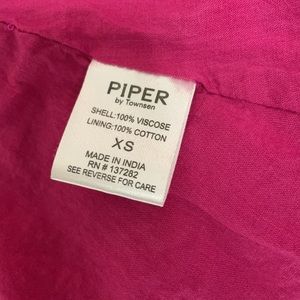 PIPER
by Townsen
SHELL:100% VISCOSE
LINING:100% COTTON
XS
MADE IN INDIA
RN # 137282
SEE REVERSE FOR CARE